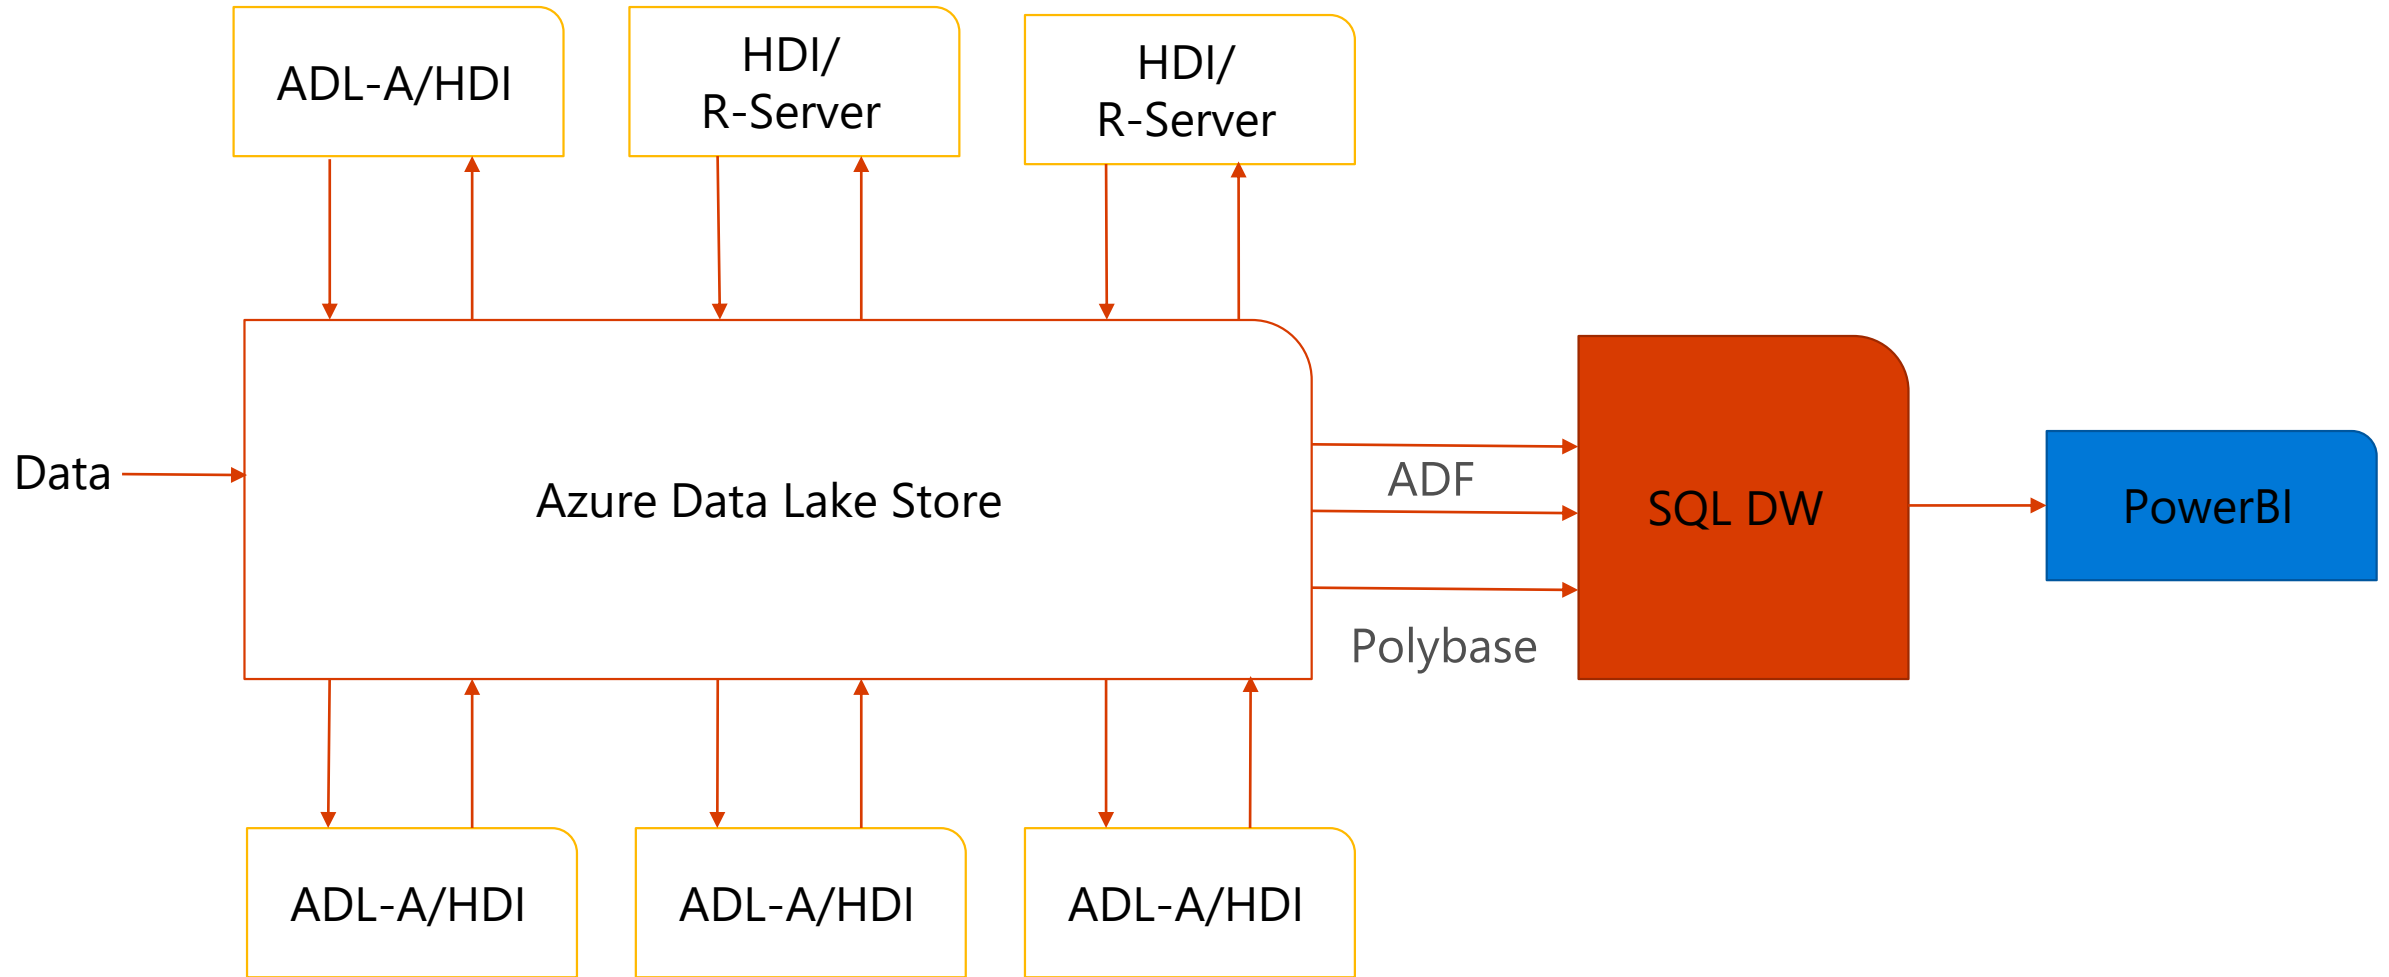 ADL-A/HDI
HDI/
R-Server
HDI/
R-Server
Data
Azure Data Lake Store
ADF
Polybase
SQL DW
PowerBI
ADL-A/HDI
ADL-A/HDI
ADL-A/HDI